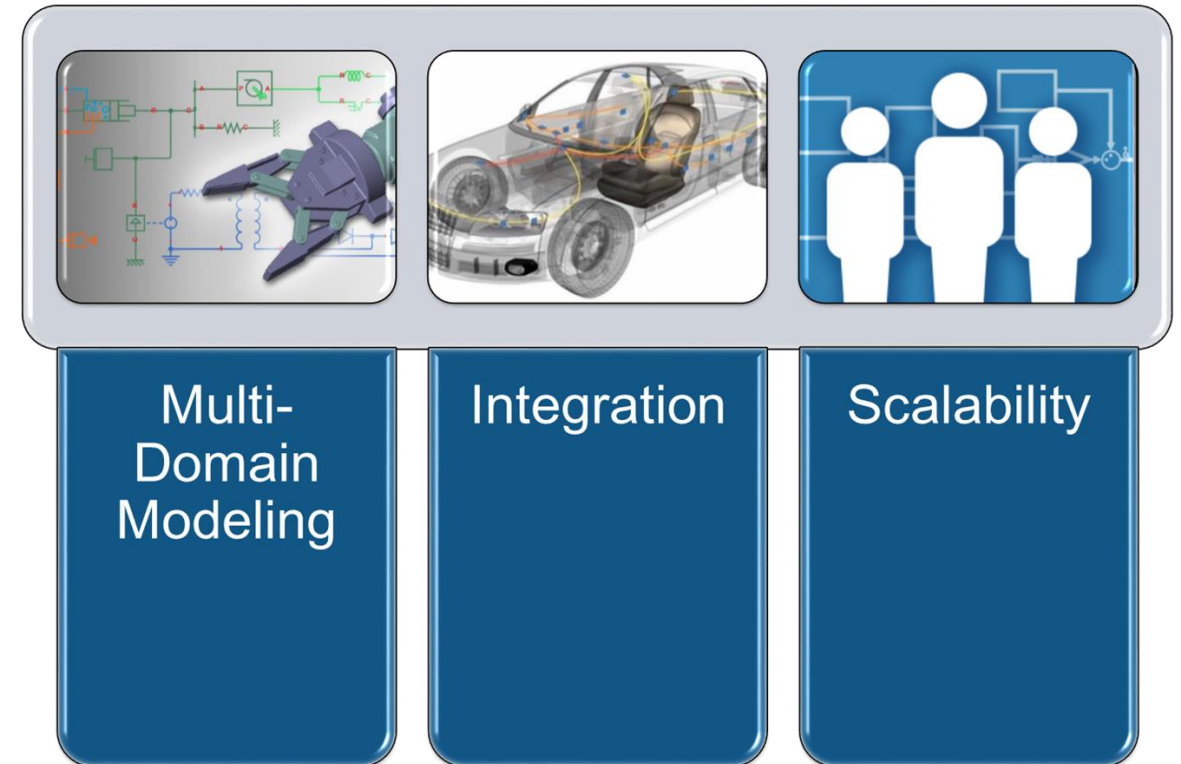 Multi-
Domain
Modeling
Integration
Scalability